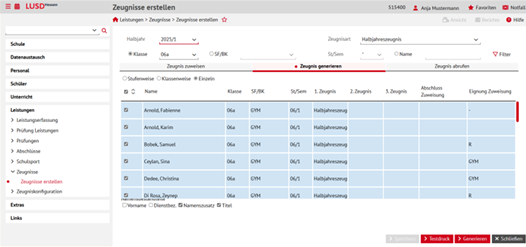 LUSD Hessen
Zeugnisse erstellen
515400
Anja Mustermann
Favoriten
Notfall
Leistungen > Zeugnisse > Zeugnisse erstellen
Ansicht
Berichte
Hilfe
Schule
Datenaustausch
Personal
Schüler
Unterricht
Leistungen
Leistungserfassung
Prüfung Leistungen
Prüfungen
Abschlüsse
Schulsport
Zeugnisse
Zeugnisse erstellen
Zeugniskonfiguration
Extras
Links
Halbjahr 2025/1 Zeugnisart Halbjahreszeugnis
Klasse 06a SF/BK St/Sem Name Filter
Zeugnis zuweisen Zeugnis generieren Zeugnis abrufen
Stufenweise Klassenweise Einzeln
Name Klasse SF/BK St/Sem 1. Zeugnis 2. Zeugnis 3. Zeugnis Abschluss Zuweisung Eignung Zuweisung
Arnold, Fabienne 06a GYM 06/1 Halbjahreszeug -
Arnold, Karim 06a GYM 06/1 Halbjahreszeug
Bobek, Samuel 06a GYM 06/1 Halbjahreszeug R
Ceylan, Sina 06a GYM 06/1 Halbjahreszeug GYM
Dedee, Christina 06a GYM 06/1 Halbjahreszeug GYM
Di Rosa, Zeynep 06a GYM 06/1 Halbjahreszeug R
Vorname Dienstbez. Namenszusatz Titel
Testdruck Generieren Schließen